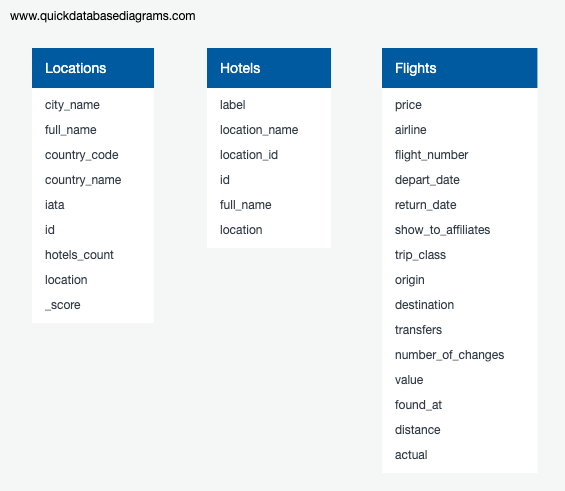 www.quickdatabasediagrams.com
Locations
city_name
full_name
country_code
country_name
iata
id
hotels_count
location
_score
Hotels
label
location_name
location_id
id
full_name
location
Flights
price
airline
flight_number
depart_date
return_date
show_to_affiliates
trip_class
origin
destination
transfers
number_of_changes
value
found_at
distance
actual